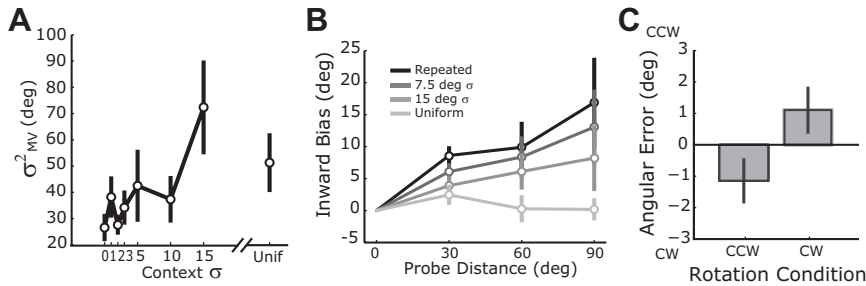 A
σ²MV (deg)
100
90
80
70
60
50
40
30
20
0 1 2 3 5 10 15 Unif
Context σ
B
Inward Bias (deg)
25
20
15
10
5
0
-5
Repeated
7.5 deg σ
15 deg σ
Uniform
0 30 60 90
Probe Distance (deg)
C
CCW
Angular Error (deg)
3
2
1
0
−1
−2
−3
CW
CCW CW
Rotation Condition